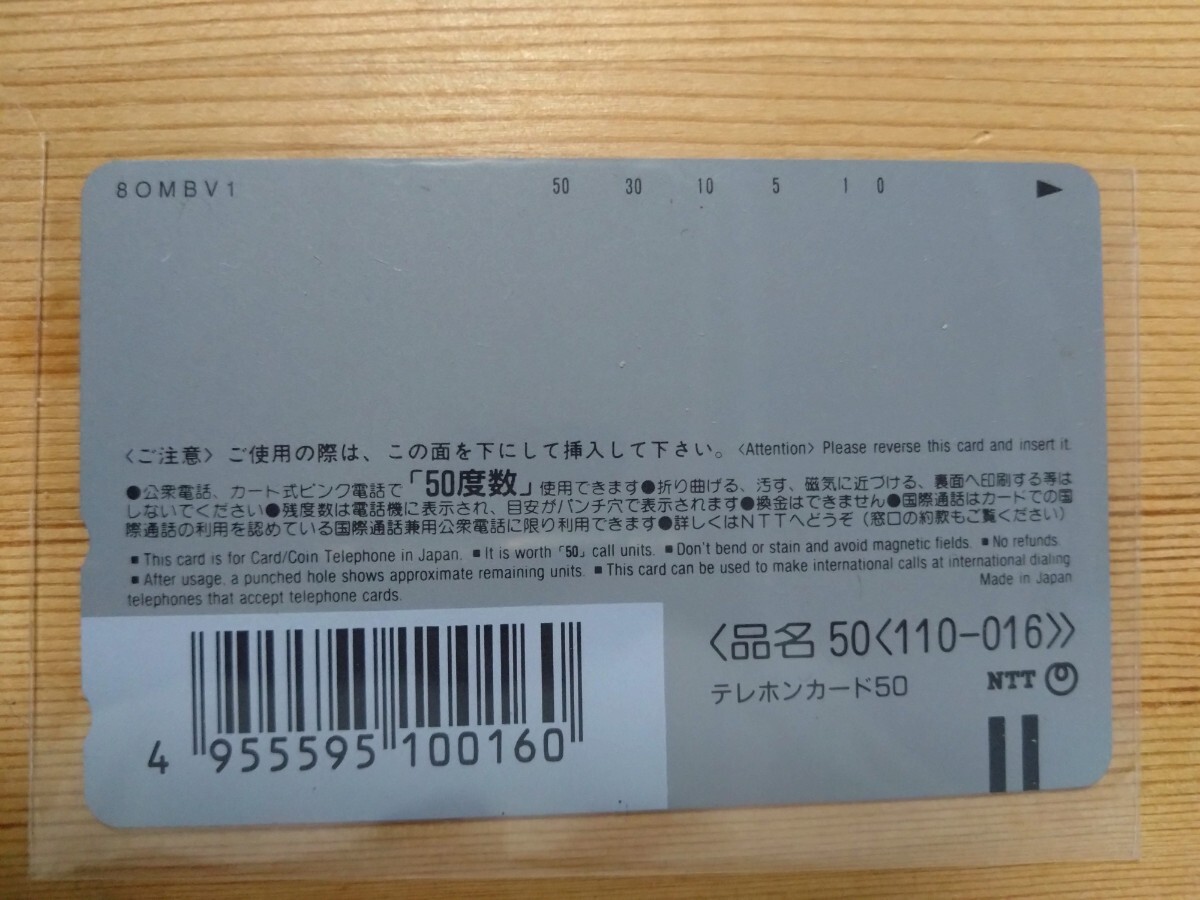 8OMBV1 50 30 10 5 1 0 ▶
〈ご注意〉ご使用の際は、この面を下にして挿入して下さい。〈Attention〉Please reverse this card and insert it.
●公衆電話、カート式ピンク電話で「50度数」使用できます●折り曲げる、汚す、磁気に近づける、裏面へ印刷する等は
しないでください●残度数は電話機に表示され、目安がパンチ穴で表示されます●換金はできません●国際通話はカードでの国
際通話の利用を認めている国際通話兼用公衆電話に限り利用できます●詳しくはNTTへどうぞ(窓口の約款もご覧ください)
■This card is for Card/Coin Telephone in Japan. ■It is worth「50」call units. ■Don't bend or stain and avoid magnetic fields. ■No refunds.
■After usage, a punched hole shows approximate remaining units. ■This card can be used to make international calls at international dialing
telephones that accept telephone cards. Made in Japan
〈品名 50〈110-016〉〉
テレホンカード50 NTT
4 955595 100160